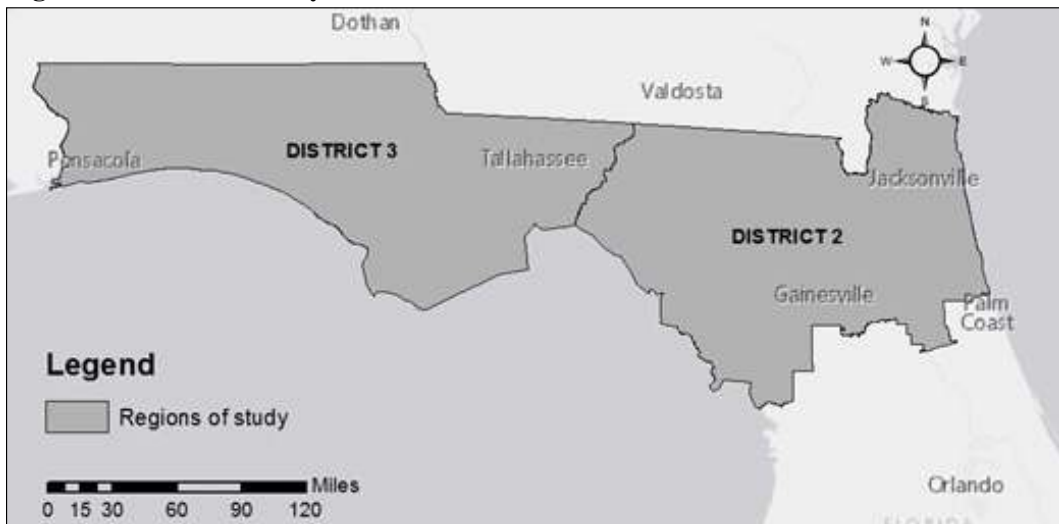 Dothan
N
W E
S
Valdosta
Pensacola
DISTRICT 3
Tallahassee
Jacksonville
DISTRICT 2
Gainesville
Palm
Coast
Legend
Regions of study
Miles
0 15 30 60 90 120
Orlando